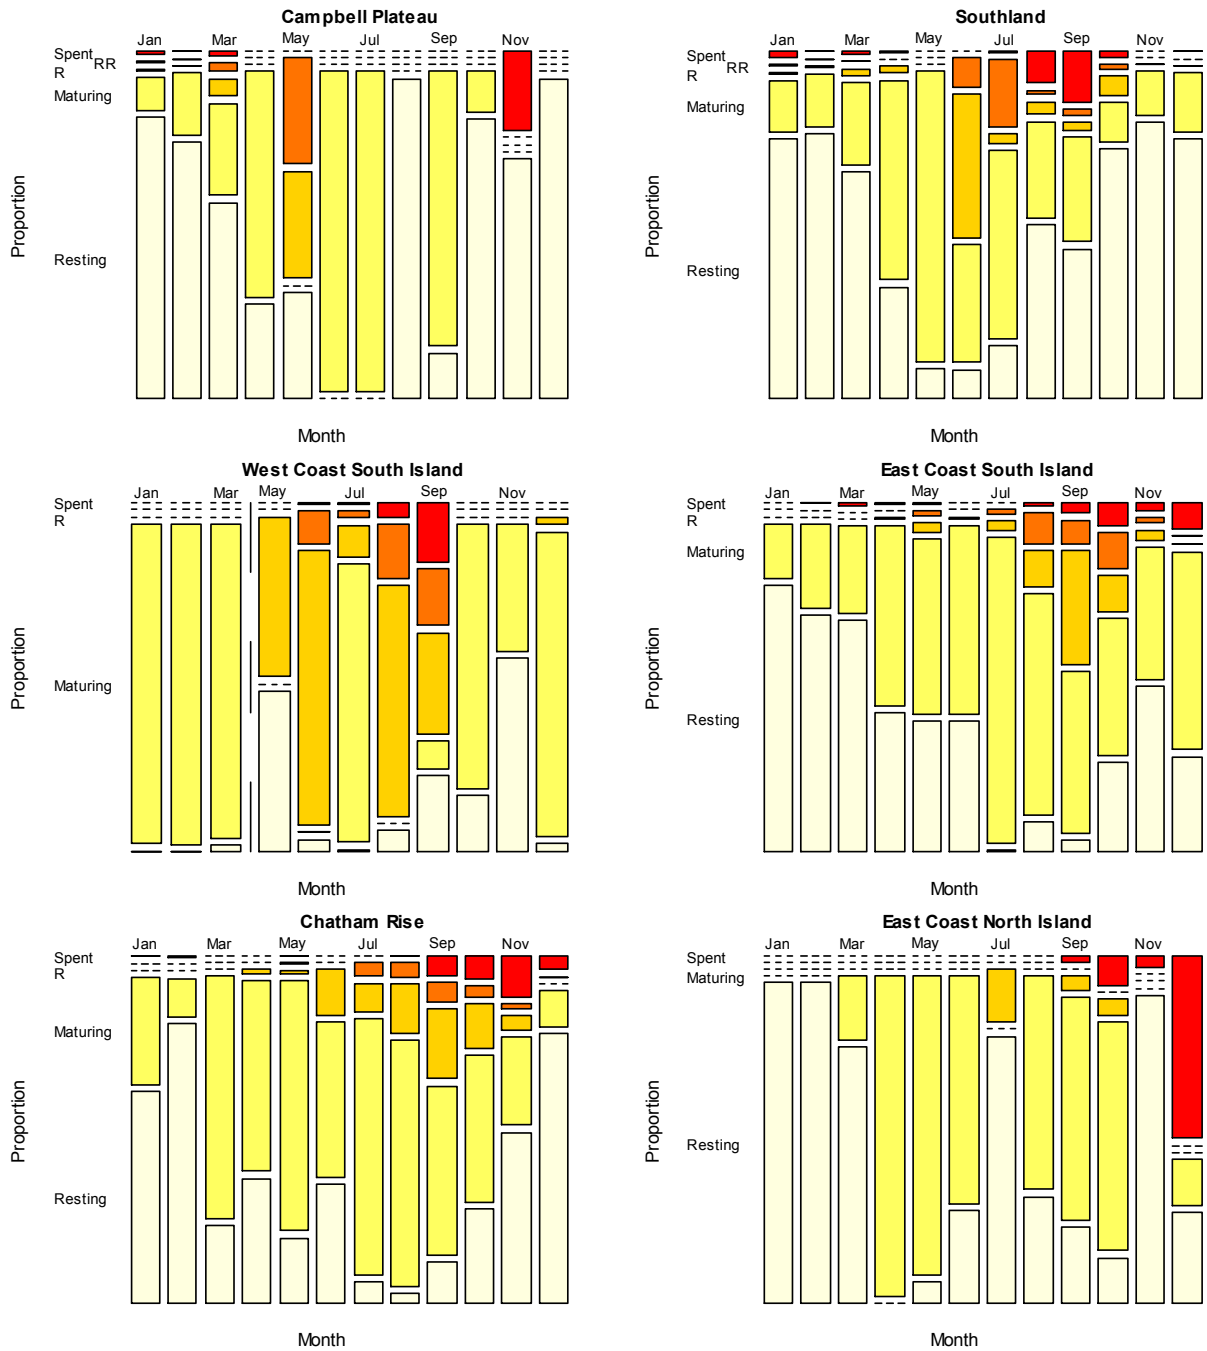 Campbell Plateau
Jan Mar May Jul Sep Nov
Spent
RR
R
Maturing
Resting
Proportion
Month
Southland
Jan Mar May Jul Sep Nov
Spent
RR
R
Maturing
Resting
Proportion
Month
West Coast South Island
Jan Mar May Jul Sep Nov
Spent
R
Maturing
Proportion
Month
East Coast South Island
Jan Mar May Jul Sep Nov
Spent
R
Maturing
Resting
Proportion
Month
Chatham Rise
Jan Mar May Jul Sep Nov
Spent
R
Maturing
Resting
Proportion
Month
East Coast North Island
Jan Mar May Jul Sep Nov
Spent
Maturing
Resting
Proportion
Month